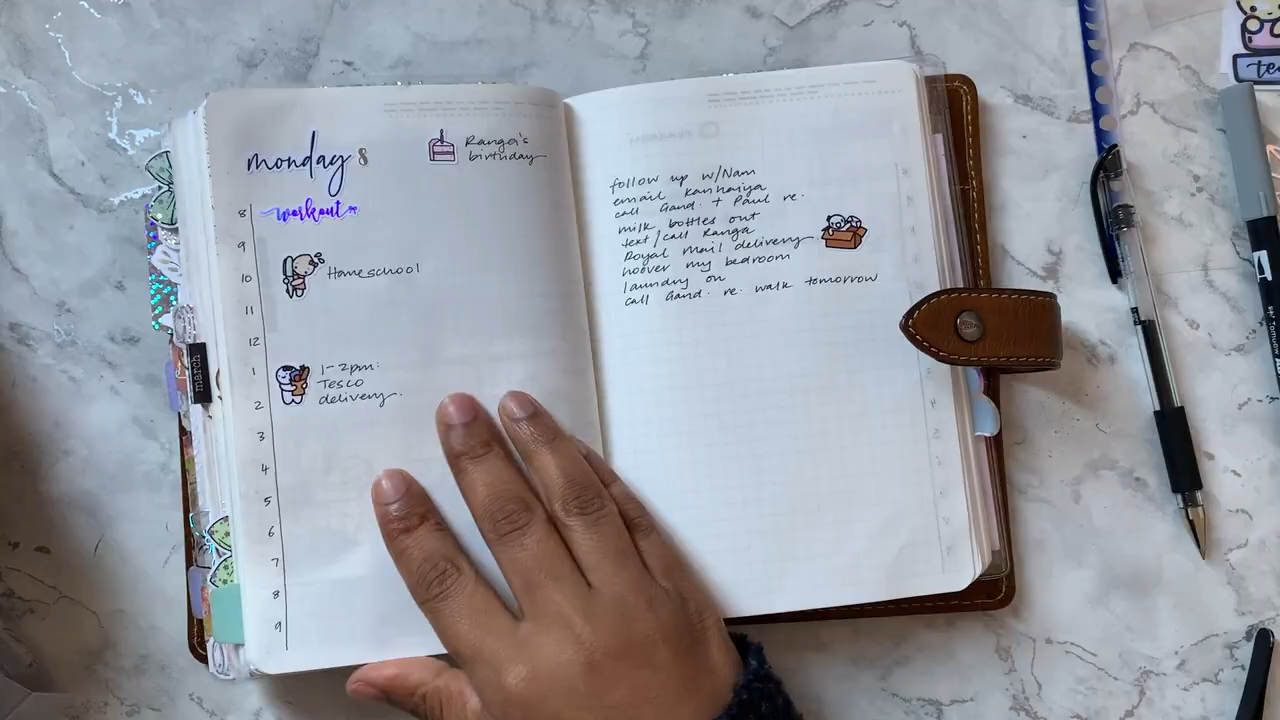 monday 8
Ranga's
birthday
8
workout
9
10
Homeschool
11
12
1
1-2pm:
Tesco
delivery.
2
3
4
5
6
7
8
9
march
follow up w/Nam
email Kanhaiya
call Gand. + Paul re.
milk bottles out
text/call Ranga
Royal Mail delivery
hoover my bedroom
laundry on
call Gand. re. walk tomorrow